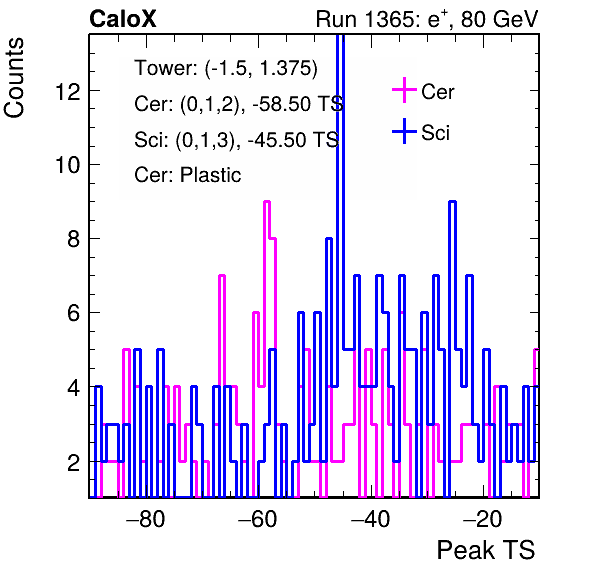 CaloX Run 1365: e⁺, 80 GeV
Counts
Tower: (-1.5, 1.375)
Cer: (0,1,2), -58.50 TS
Sci: (0,1,3), -45.50 TS
Cer: Plastic
Cer
Sci
12
10
8
6
4
2
−80 −60 −40 −20
Peak TS